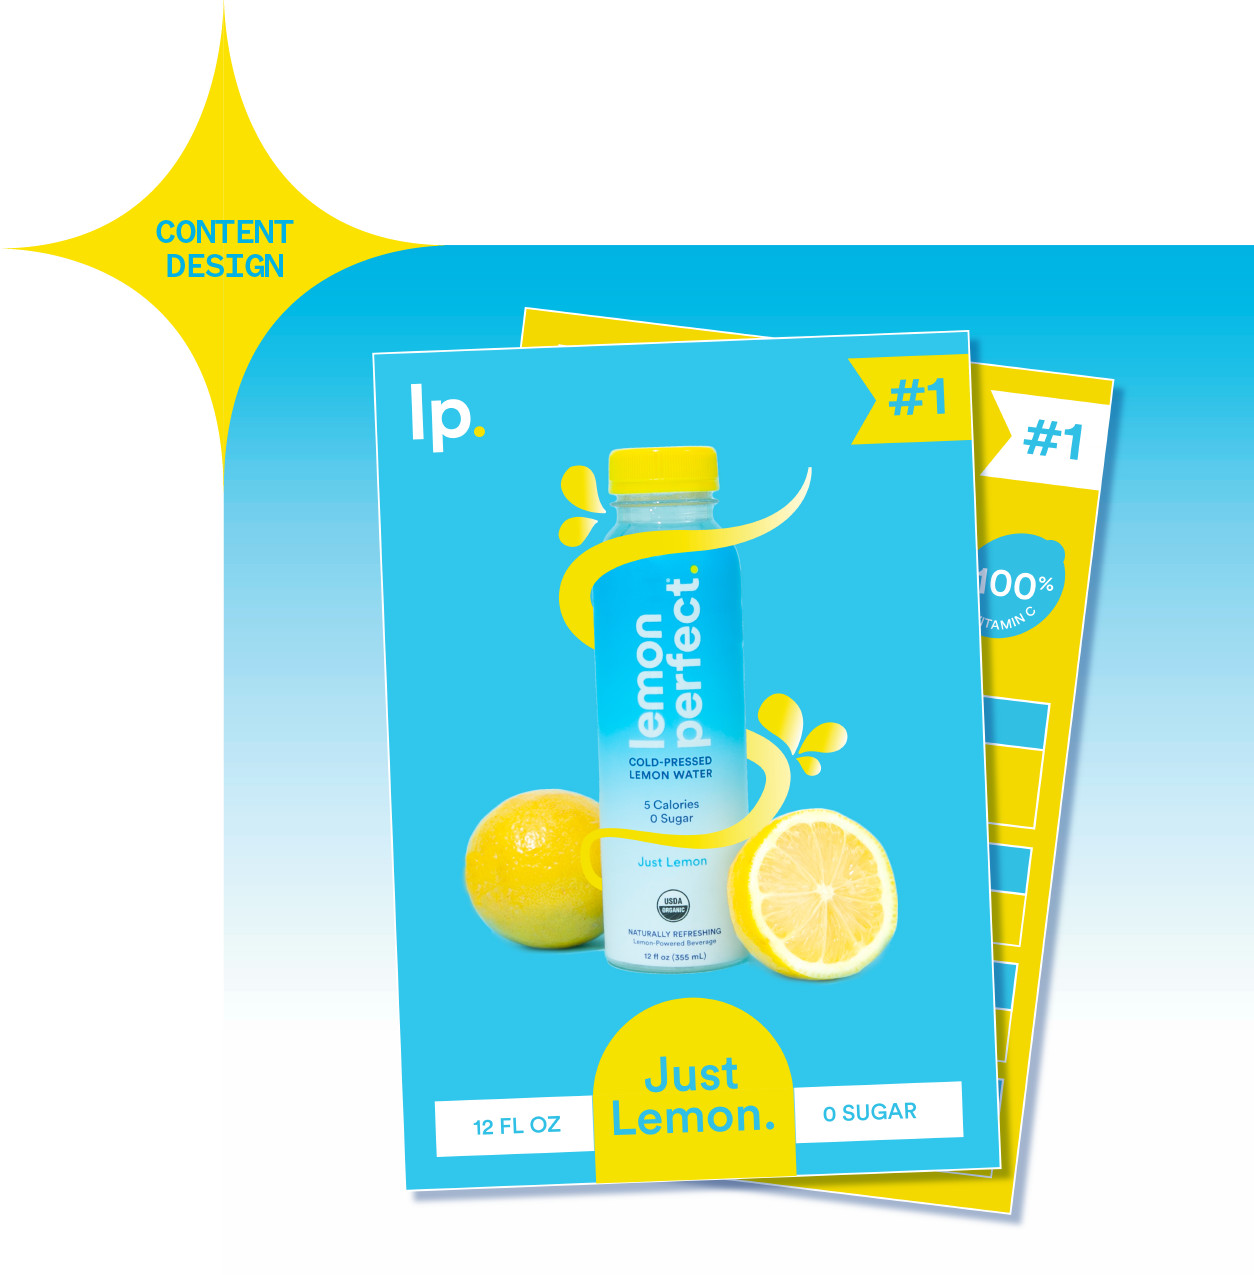 CONTENT
DESIGN
lp.
#1
#1
100%
VITAMIN C
lemon
perfect.
COLD-PRESSED
LEMON WATER
5 Calories
0 Sugar
Just Lemon
USDA
ORGANIC
NATURALLY REFRESHING
Lemon-Powered Beverage
12 fl oz (355 mL)
Just
Lemon.
12 FL OZ
0 SUGAR